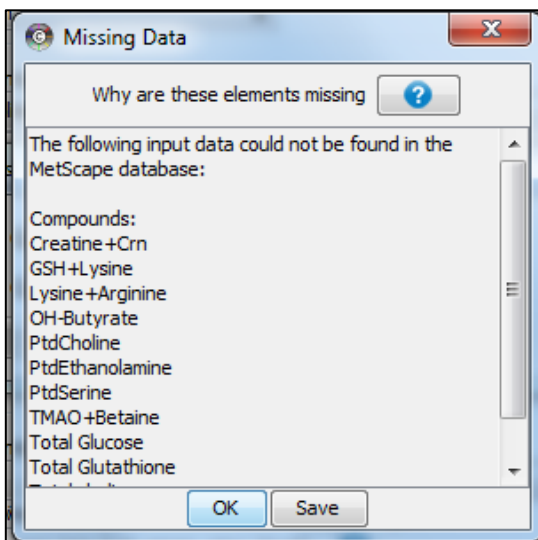 Missing Data
Why are these elements missing
The following input data could not be found in the
MetScape database:
Compounds:
Creatine+Crn
GSH+Lysine
Lysine+Arginine
OH-Butyrate
PtdCholine
PtdEthanolamine
PtdSerine
TMAO+Betaine
Total Glucose
Total Glutathione
OK Save